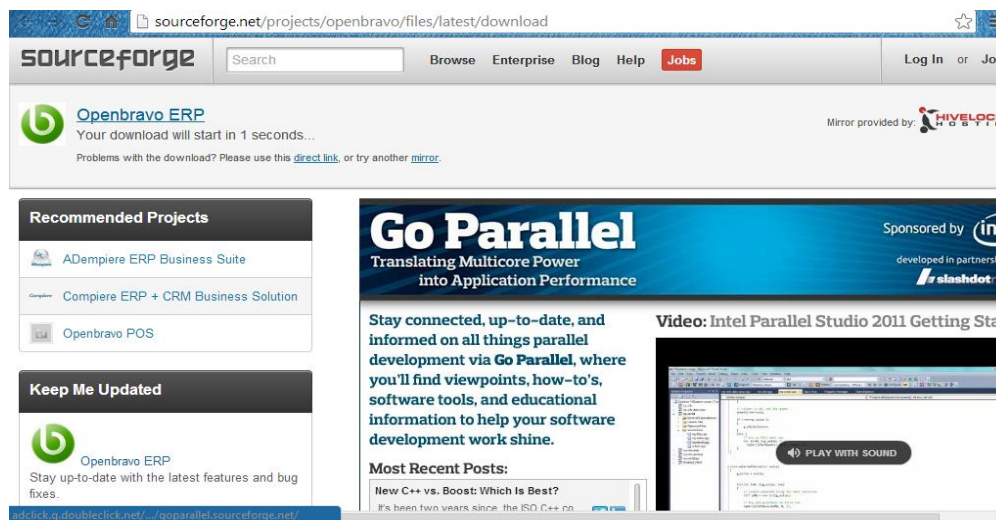 sourceforge.net/projects/openbravo/files/latest/download
sourceforge
Search
Browse Enterprise Blog Help Jobs
Log In or Jo
Openbravo ERP
Your download will start in 1 seconds...
Problems with the download? Please use this direct link, or try another mirror.
Mirror provided by: HIVELOC
HOSTI
Recommended Projects
ADempiere ERP Business Suite
Compiere ERP + CRM Business Solution
Openbravo POS
Keep Me Updated
Openbravo ERP
Stay up-to-date with the latest features and bug
fixes.
Go Parallel
Translating Multicore Power
into Application Performance
Sponsored by (in
developed in partnersh
slashdot
Stay connected, up-to-date, and
informed on all things parallel
development via Go Parallel, where
you'll find viewpoints, how-to's,
software tools, and educational
information to help your software
development work shine.
Most Recent Posts:
New C++ vs. Boost: Which Is Best?
It's been two years since, the ISO C++ co
Video: Intel Parallel Studio 2011 Getting Sta
PLAY WITH SOUND
adclick.g.doubleclick.net/.../goparallel.sourceforge.net/